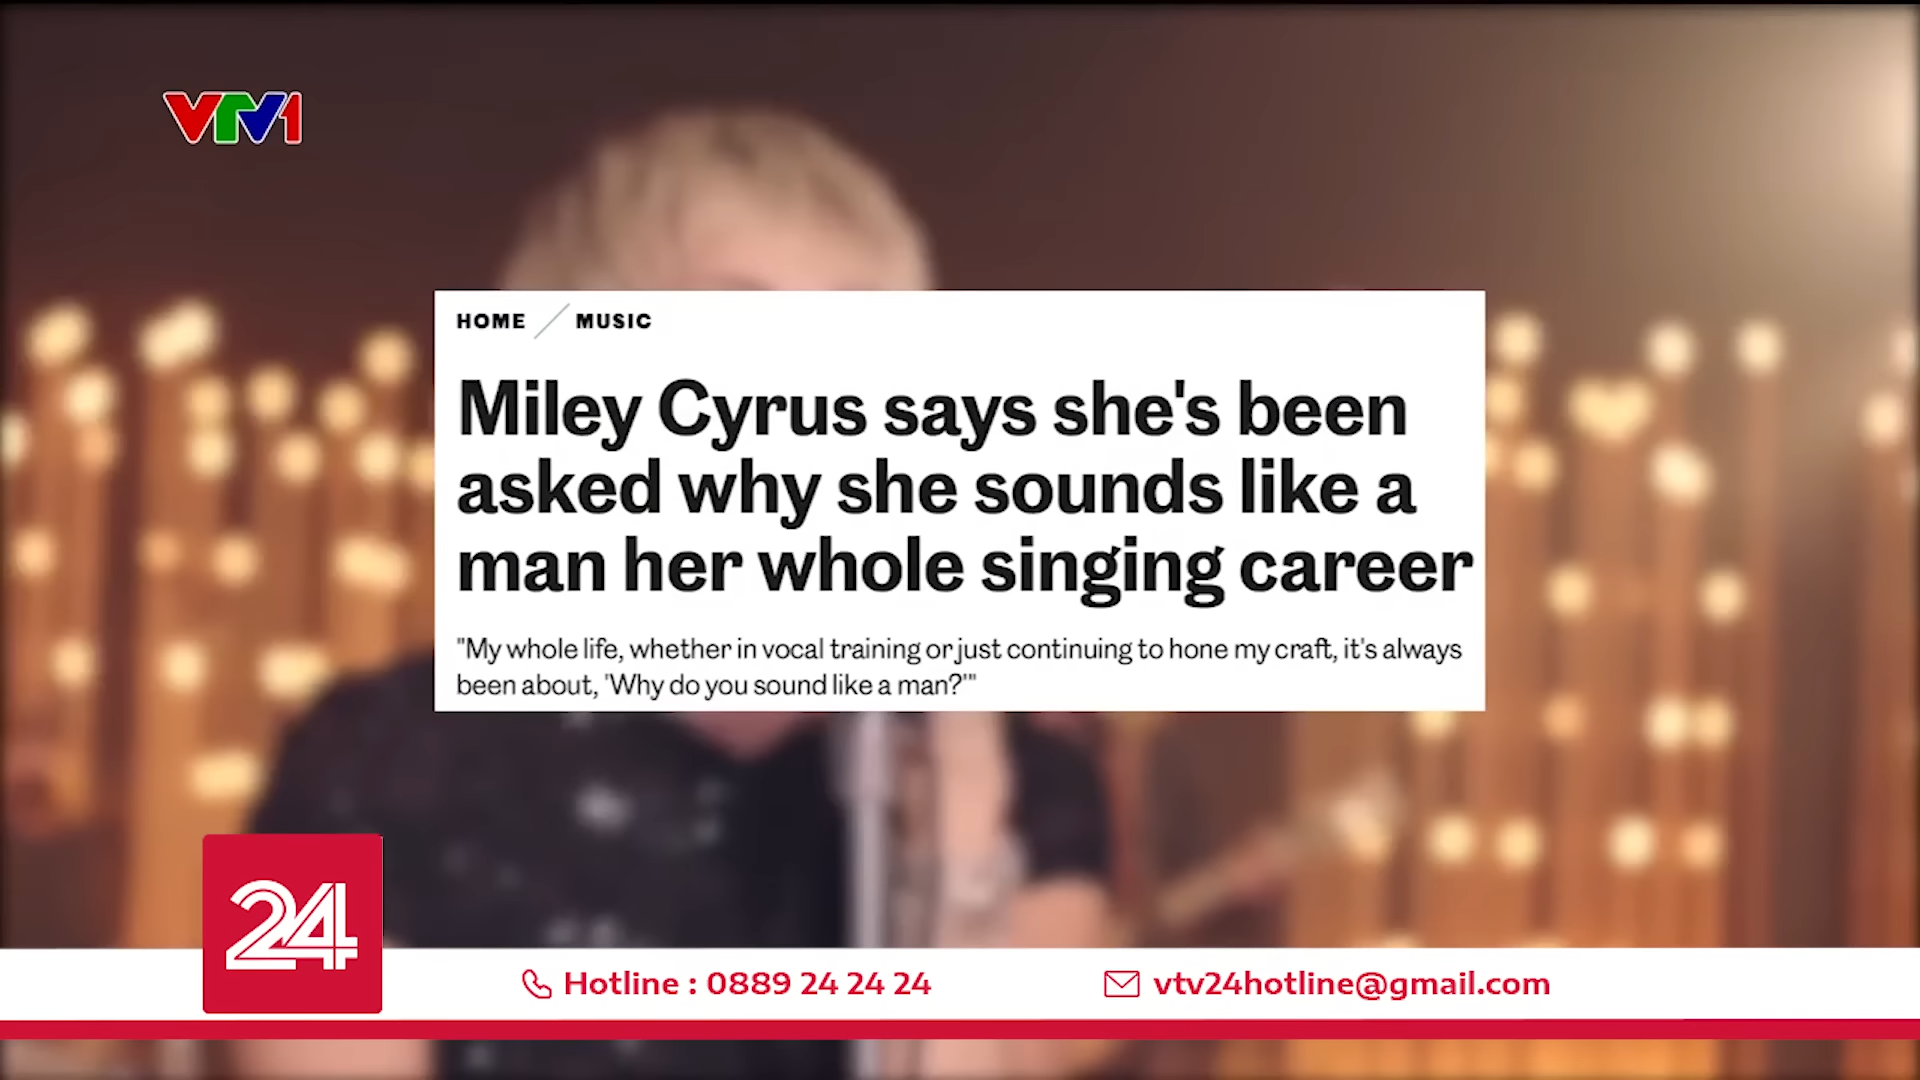 VTV1
HOME / MUSIC
Miley Cyrus says she's been
asked why she sounds like a
man her whole singing career
"My whole life, whether in vocal training or just continuing to hone my craft, it's always
been about, 'Why do you sound like a man?'"
24
Hotline : 0889 24 24 24
vtv24hotline@gmail.com